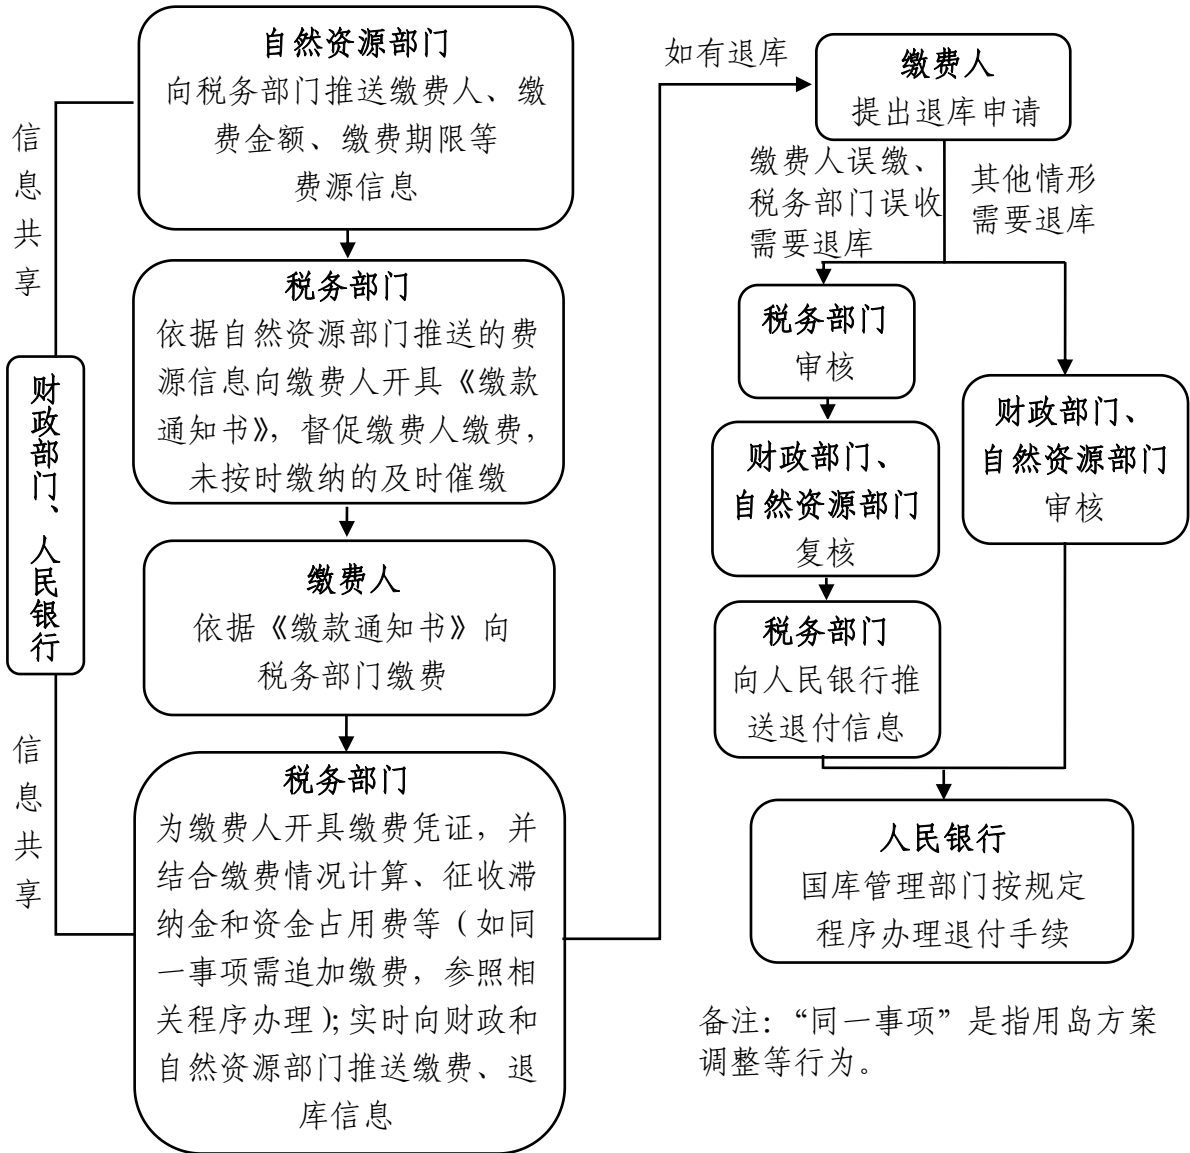 自然资源部门
向税务部门推送缴费人、缴
费金额、缴费期限等
费源信息
信息共享
税务部门
依据自然资源部门推送的费
源信息向缴费人开具《缴款
通知书》，督促缴费人缴费，
未按时缴纳的及时催缴
财政部门、人民银行
缴费人
依据《缴款通知书》向
税务部门缴费
信息共享
税务部门
为缴费人开具缴费凭证，并
结合缴费情况计算、征收滞
纳金和资金占用费等（如同
一事项需追加缴费，参照相
关程序办理）；实时向财政和
自然资源部门推送缴费、退
库信息
如有退库
缴费人
提出退库申请
缴费人误缴、
税务部门误收
需要退库
其他情形
需要退库
税务部门
审核
财政部门、
自然资源部门
复核
税务部门
向人民银行推
送退付信息
财政部门、
自然资源部门
审核
人民银行
国库管理部门按规定
程序办理退付手续
备注：“同一事项”是指用岛方案
调整等行为。